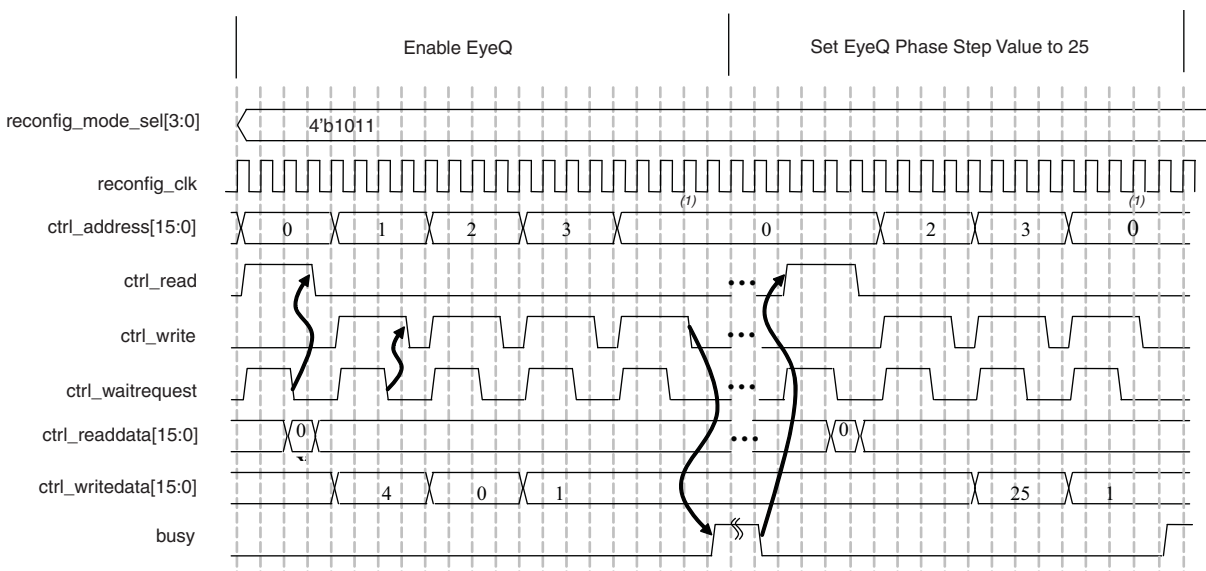 Enable EyeQ
Set EyeQ Phase Step Value to 25
reconfig_mode_sel[3:0]
4'b1011
reconfig_clk
(1) (1)
ctrl_address[15:0] 0 1 2 3 0 2 3 0
ctrl_read
ctrl_write
ctrl_waitrequest
ctrl_readdata[15:0] 0 0
ctrl_writedata[15:0] 4 0 1 25 1
busy